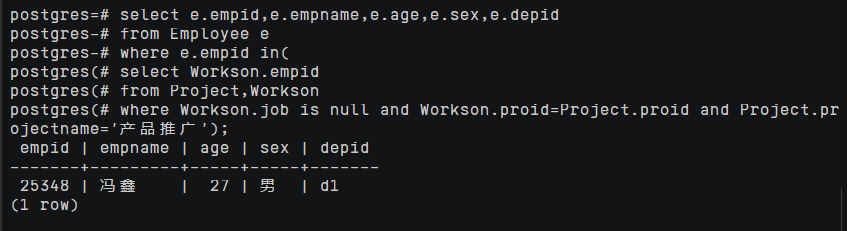 postgres=# select e.empid,e.empname,e.age,e.sex,e.depid
postgres-# from Employee e
postgres-# where e.empid in(
postgres(# select Workson.empid
postgres(# from Project,Workson
postgres(# where Workson.job is null and Workson.proid=Project.proid and Project.pr
ojectname='产品推广');
 empid | empname | age | sex | depid
-------+---------+-----+-----+-------
 25348 | 冯鑫    |  27 | 男  | d1
(1 row)